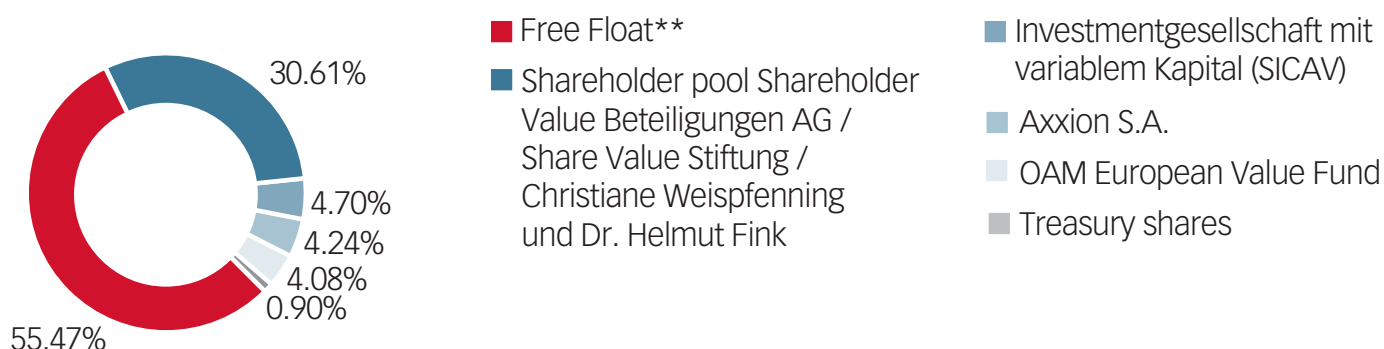 30.61%
4.70%
4.24%
4.08%
0.90%
55.47%
Free Float**
Shareholder pool Shareholder
Value Beteiligungen AG /
Share Value Stiftung /
Christiane Weispfenning
und Dr. Helmut Fink
Investmentgesellschaft mit
variablem Kapital (SICAV)
Axxion S.A.
OAM European Value Fund
Treasury shares